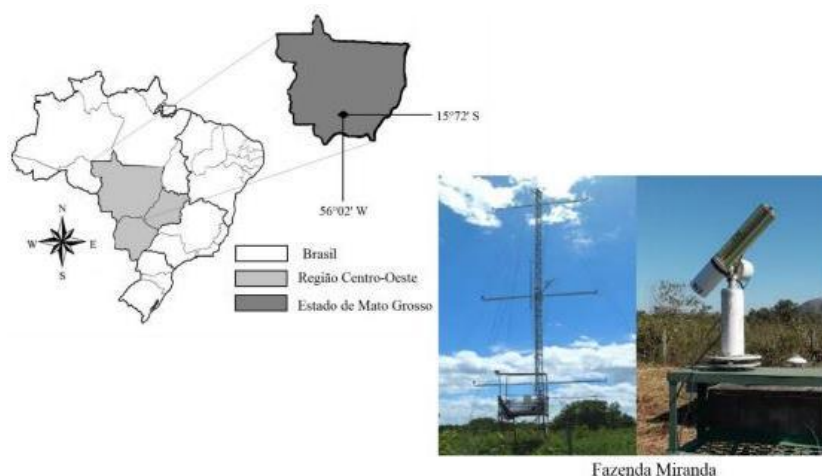 15°72' S
56°02' W
N
W
E
S
Brasil
Região Centro-Oeste
Estado de Mato Grosso
Fazenda Miranda